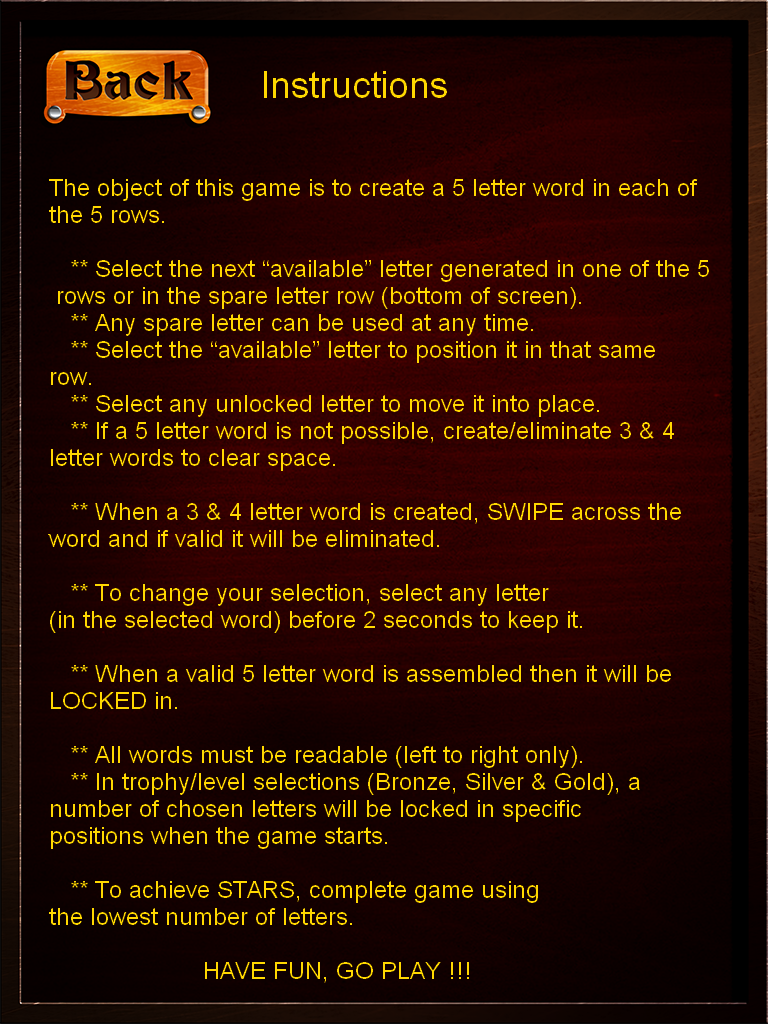 Back
Instructions
The object of this game is to create a 5 letter word in each of
the 5 rows.
** Select the next “available” letter generated in one of the 5
rows or in the spare letter row (bottom of screen).
** Any spare letter can be used at any time.
** Select the “available” letter to position it in that same
row.
** Select any unlocked letter to move it into place.
** If a 5 letter word is not possible, create/eliminate 3 & 4
letter words to clear space.
** When a 3 & 4 letter word is created, SWIPE across the
word and if valid it will be eliminated.
** To change your selection, select any letter
(in the selected word) before 2 seconds to keep it.
** When a valid 5 letter word is assembled then it will be
LOCKED in.
** All words must be readable (left to right only).
** In trophy/level selections (Bronze, Silver & Gold), a
number of chosen letters will be locked in specific
positions when the game starts.
** To achieve STARS, complete game using
the lowest number of letters.
HAVE FUN, GO PLAY !!!